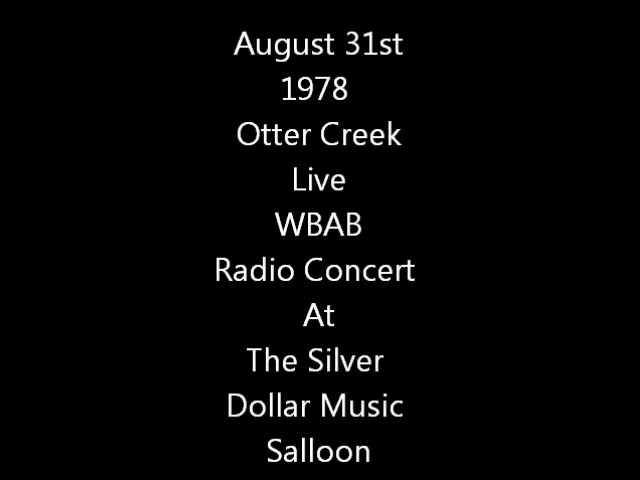 August 31st
1978
Otter Creek
Live
WBAB
Radio Concert
At
The Silver
Dollar Music
Salloon